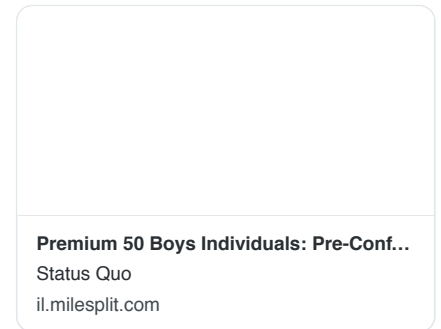 Premium 50 Boys Individuals: Pre-Conf...
Status Quo
il.milesplit.com